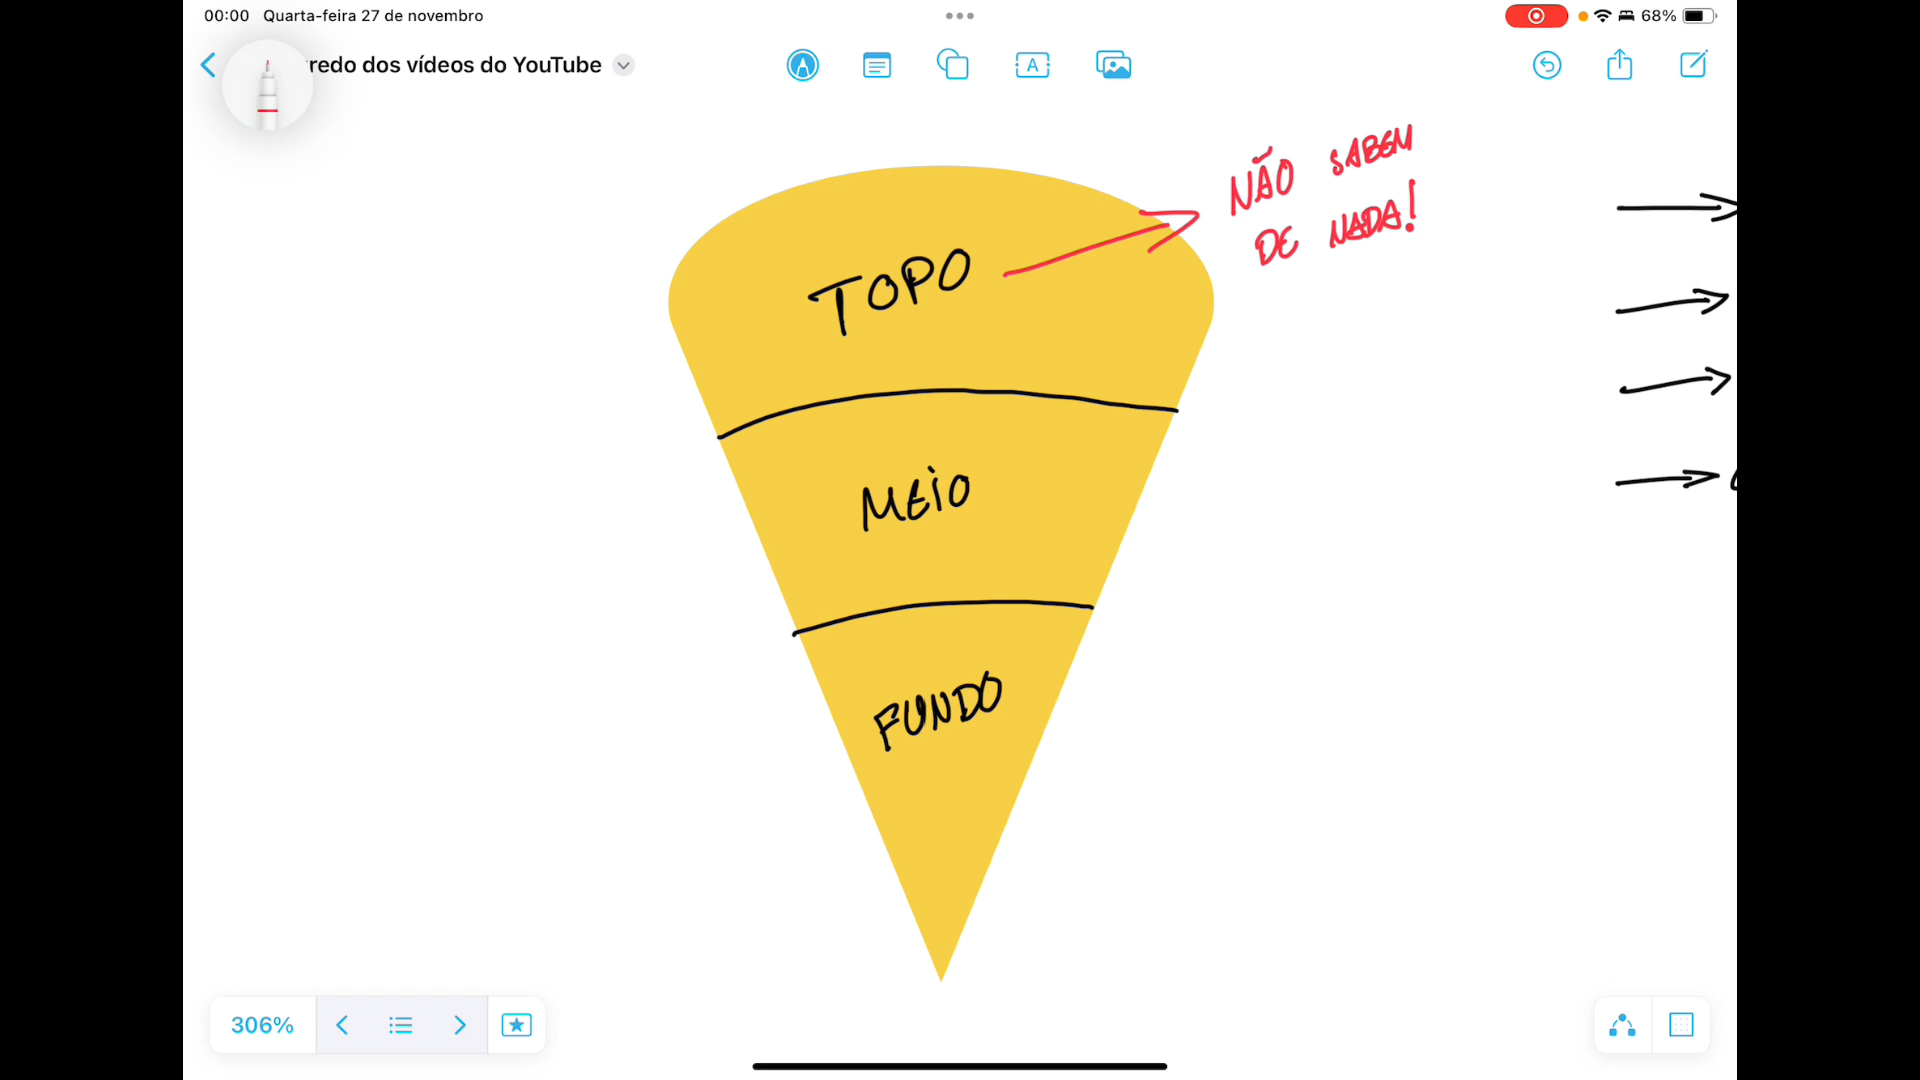 00:00 Quarta-feira 27 de novembro
68%
redo dos vídeos do YouTube
A
NÃO SABEM
DE NADA!
TOPO
MEIO
FUNDO
306%